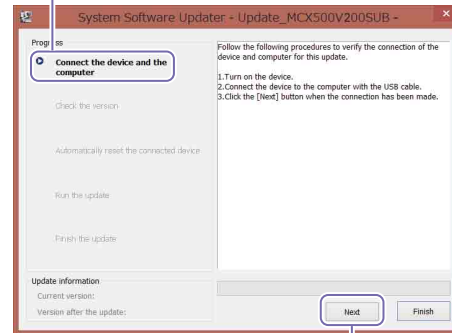 System Software Updater - Update_MCX500V200SUB -
Progress
Connect the device and the
computer
Check the version
Automatically reset the connected device
Run the update
Finish the update
Follow the following procedures to verify the connection of the
device and computer for this update.
1.Turn on the device.
2.Connect the device to the computer with the USB cable.
3.Click the [Next] button when the connection has been made.
Update information
Current version:
Version after the update:
Next
Finish